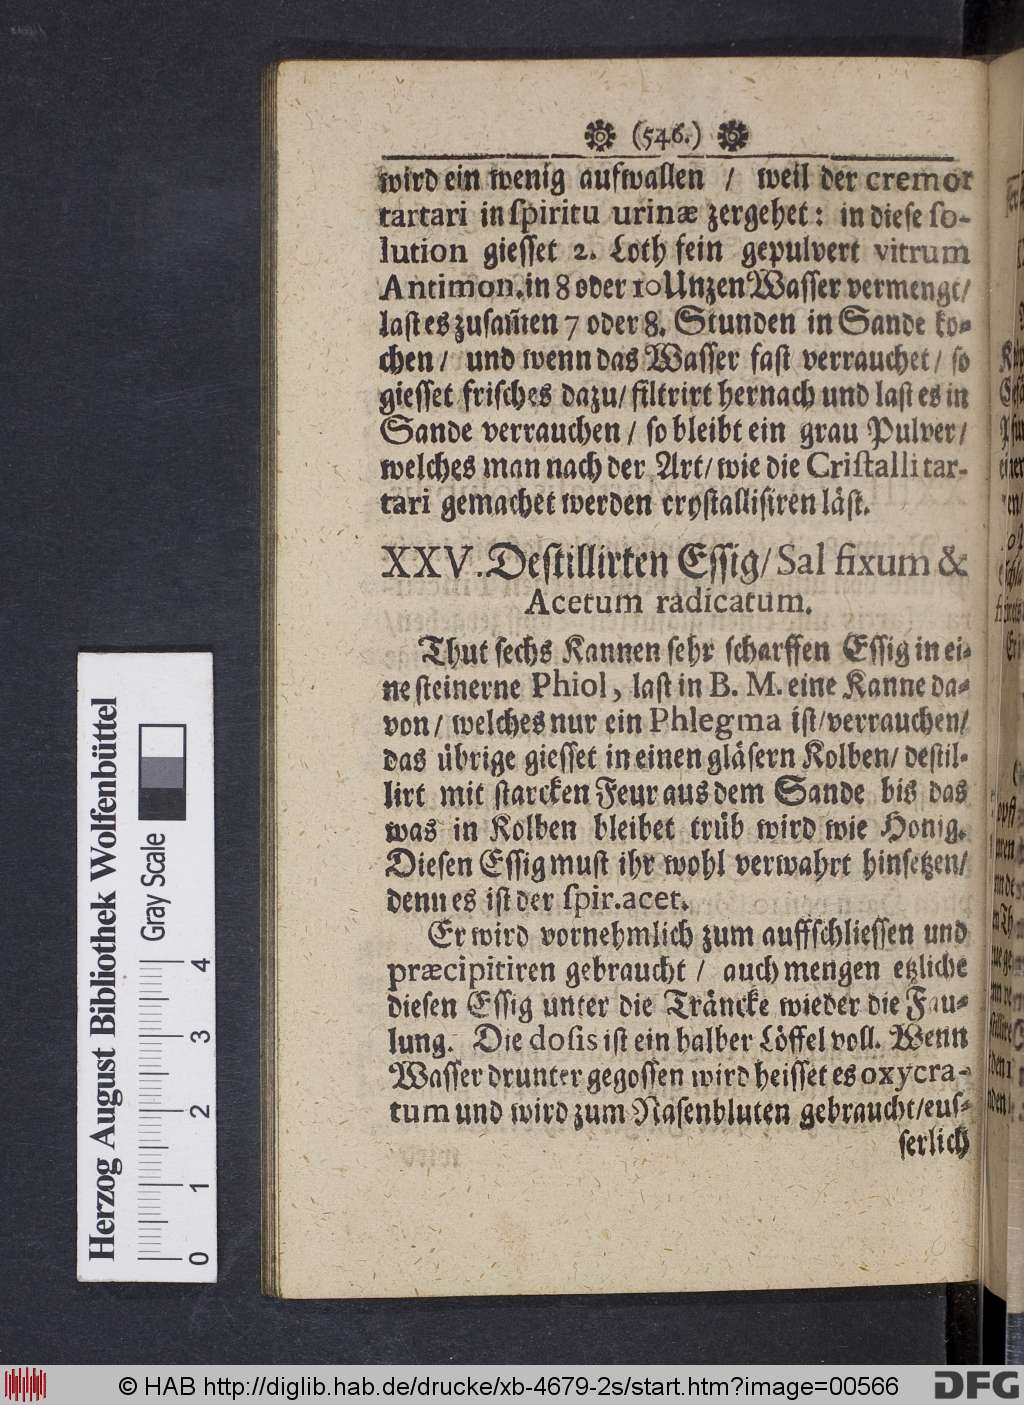 (546.)
wird ein wenig aufwallen / weil der cremor
tartari in spiritu urinæ zergehet: in diese so-
lution giesset 2. Loth fein gepulvert vitrum
Antimon. in 8 oder 10 Unzen Wasser vermengt/
last es zusam̃en 7 oder 8. Stunden in Sande ko-
chen / und wenn das Wasser fast verrauchet / so
giesset frisches dazu / filtrirt hernach und last es in
Sande verrauchen / so bleibt ein grau Pulver /
welches man nach der Art / wie die Cristalli tar-
tari gemachet werden crystallisiren läst.
XXV. Destillirten Essig / Sal fixum &
Acetum radicatum.
Thut sechs Kannen sehr scharffen Essig in ei-
ne steinerne Phiol, last in B. M. eine Kanne da-
von / welches nur ein Phlegma ist / verrauchen /
das übrige giesset in einen gläsern Kolben / destil-
lirt mit starcken Feur aus dem Sande bis das
was in Kolben bleibet trüb wird wie Honig.
Diesen Essig must ihr wohl verwahrt hinsetzen /
denn es ist der spir. acet.
Er wird vornehmlich zum auffschliessen und
præcipitiren gebraucht / auch mengen etzliche
diesen Essig unter die Träncke wieder die Fau-
lung. Die dosis ist ein halber Löffel voll. Wenn
Wasser drunter gegossen wird heisset es oxycra-
tum und wird zum Nasenbluten gebraucht / eus-
serlich
Herzog August Bibliothek Wolfenbüttel
Gray Scale
0 1 2 3 4
© HAB http://diglib.hab.de/drucke/xb-4679-2s/start.htm?image=00566
DFG